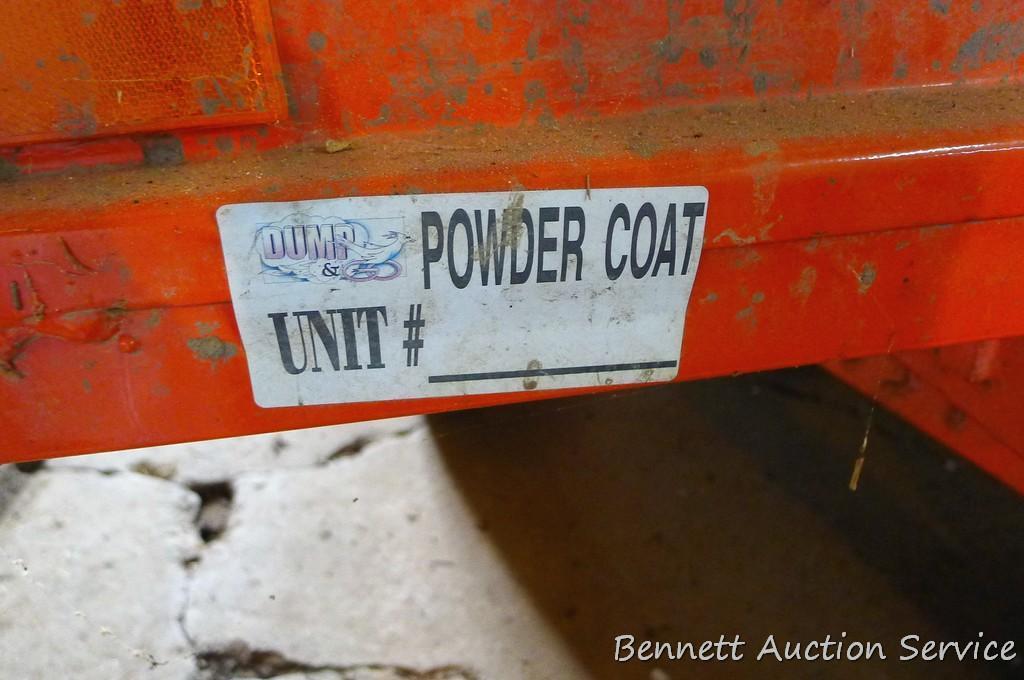 DUMP & GO POWDER COAT
UNIT #
Bennett Auction Service